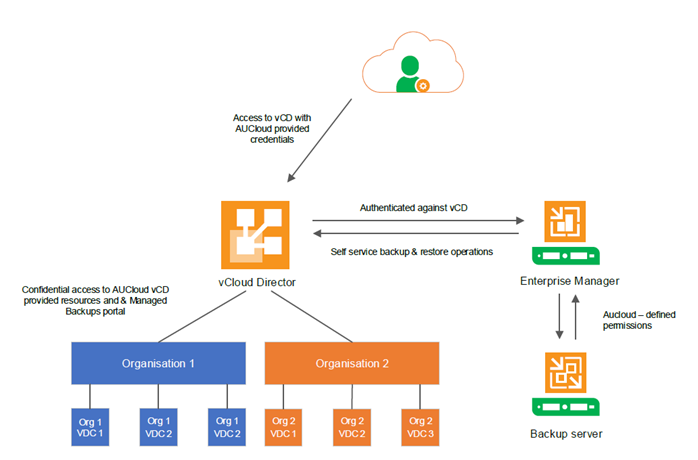 Access to vCD with
AUCloud provided
credentials
Authenticated against vCD
Self service backup & restore operations
vCloud Director
Enterprise Manager
Confidential access to AUCloud vCD
provided resources and & Managed
Backups portal
Aucloud – defined
permissions
Organisation 1
Organisation 2
Org 1
VDC 1
Org 1
VDC 2
Org 1
VDC 2
Org 2
VDC 1
Org 2
VDC 2
Org 2
VDC 3
Backup server